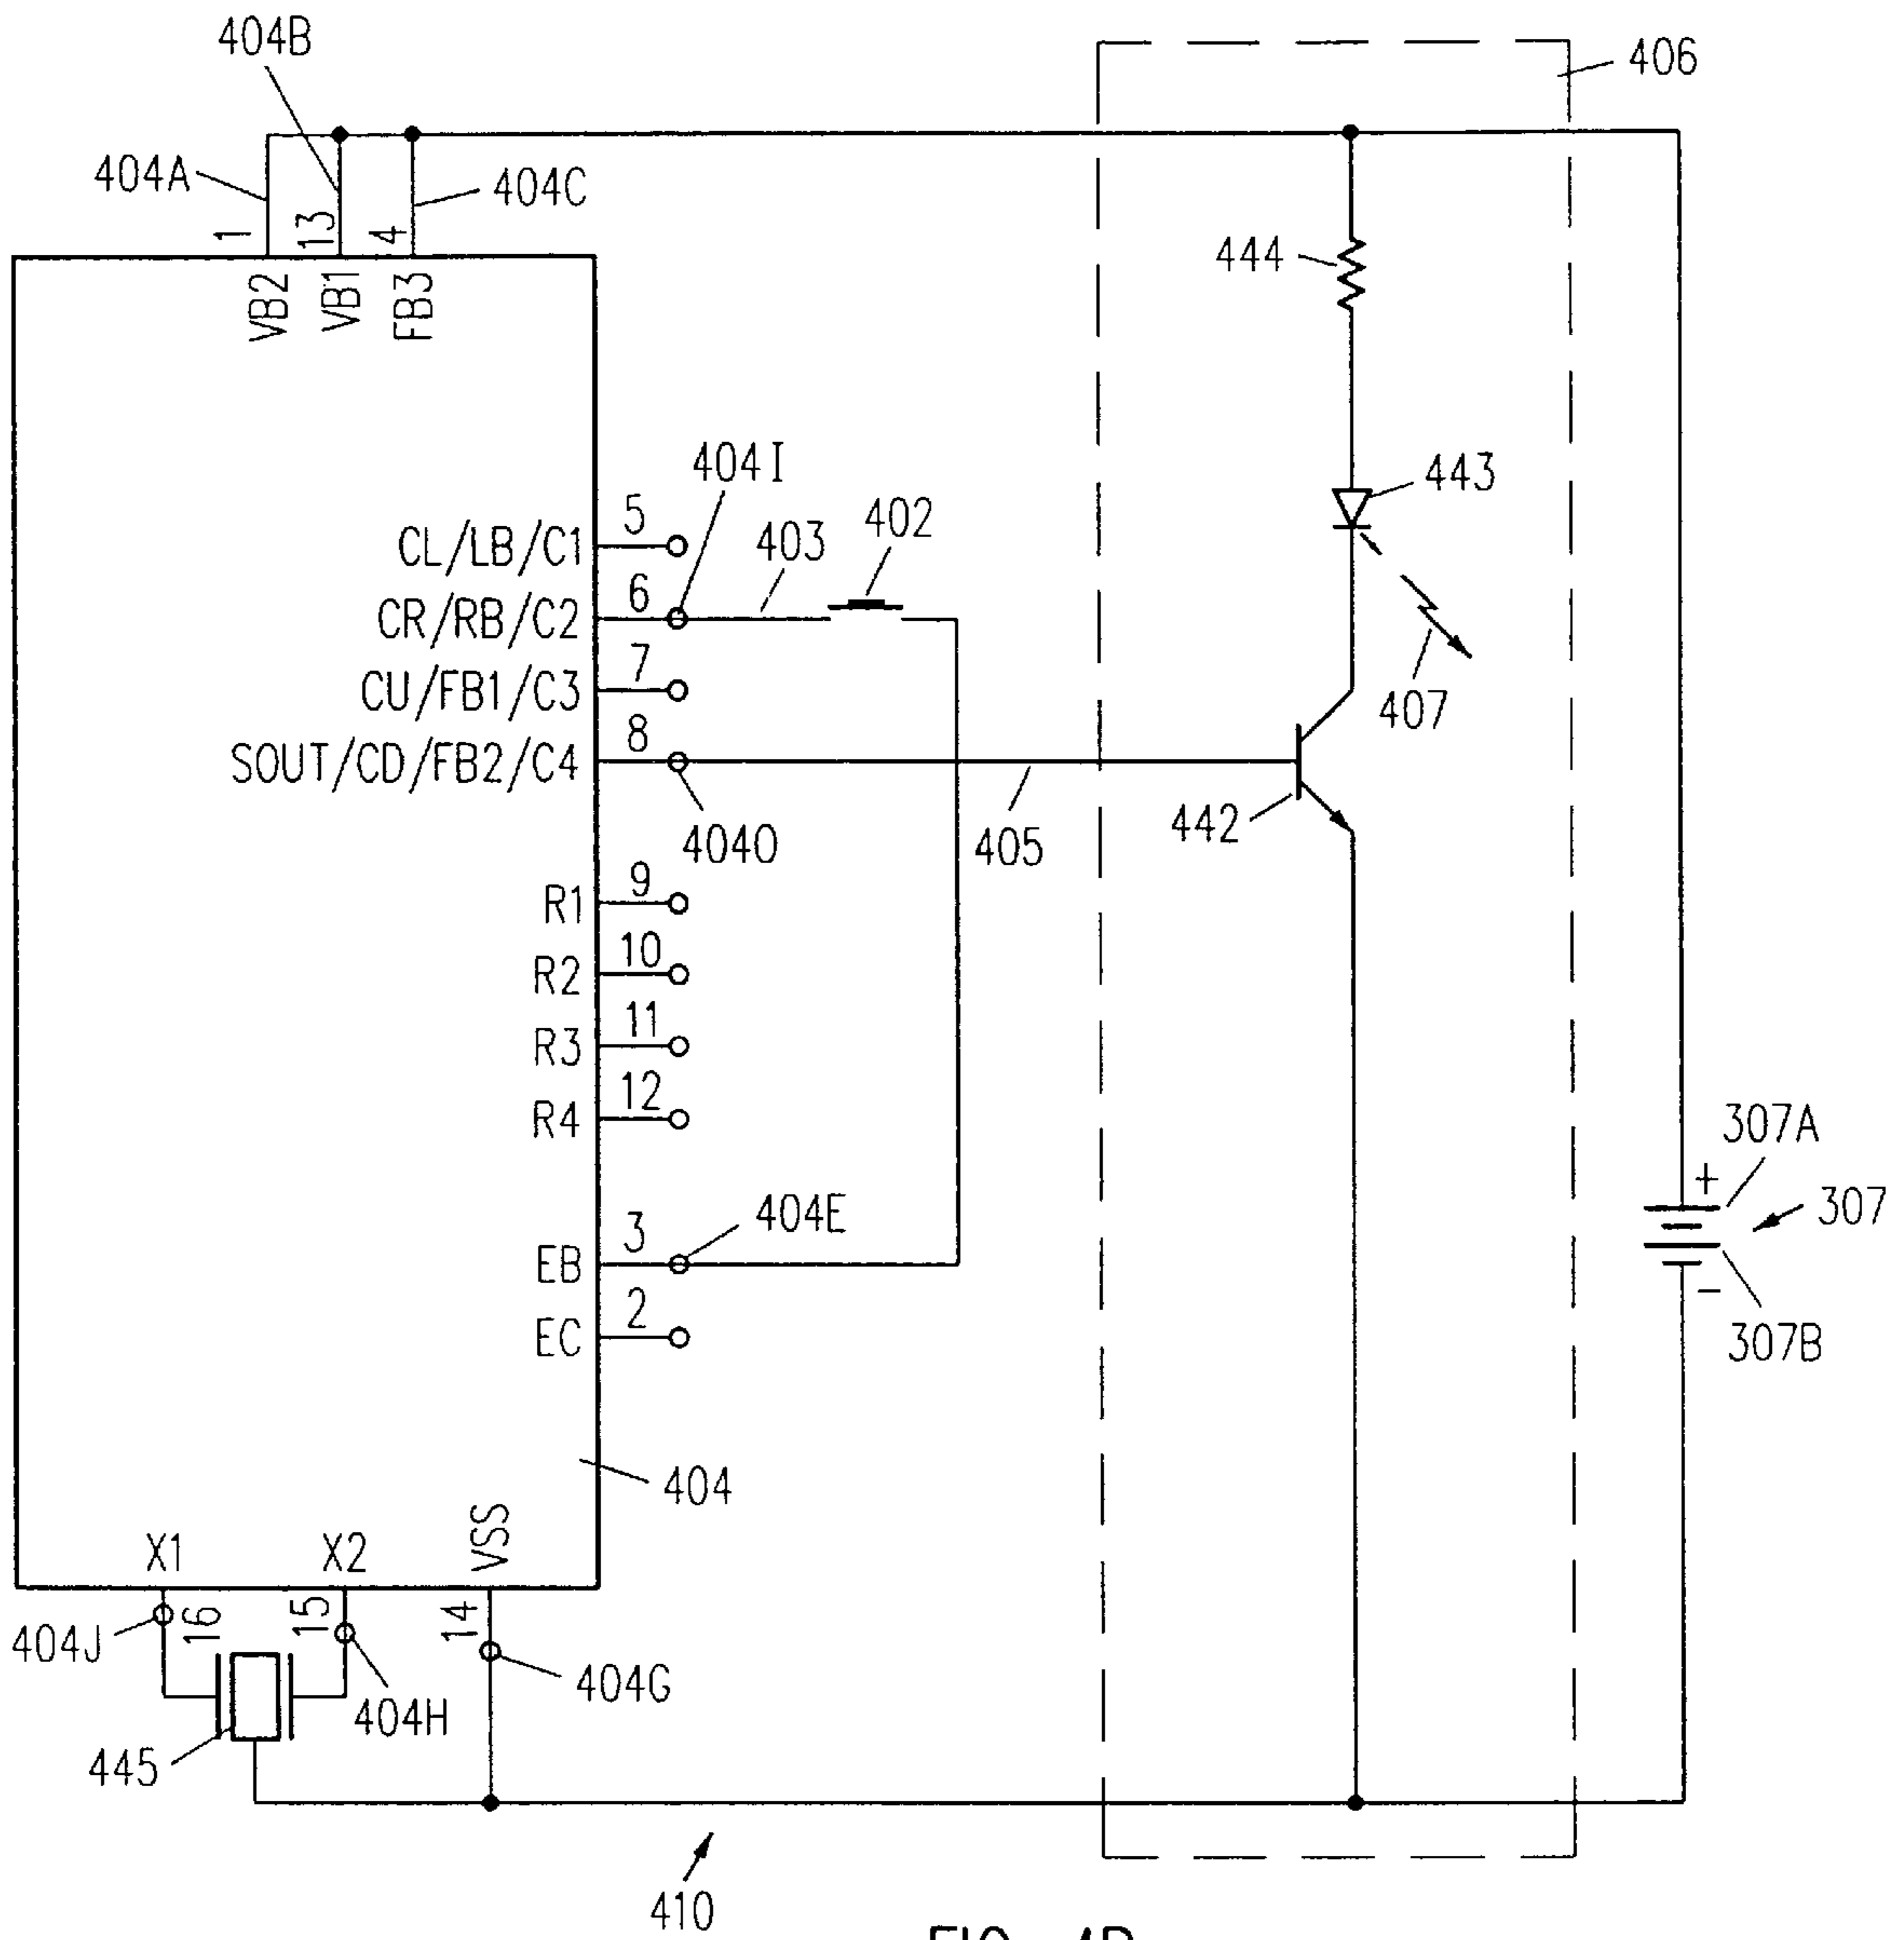 404B
406
404A
404C
1
13
4
VB2
VB1
FB3
444
443
404I
402
403
5
CL/LB/C1
6
CR/RB/C2
7
CU/FB1/C3
407
8
SOUT/CD/FB2/C4
442
4040
405
9
R1
10
R2
11
R3
12
R4
307A
+
307
404E
3
EB
2
EC
−
307B
404
X1
X2
VSS
16
15
14
404J
404G
404H
445
410